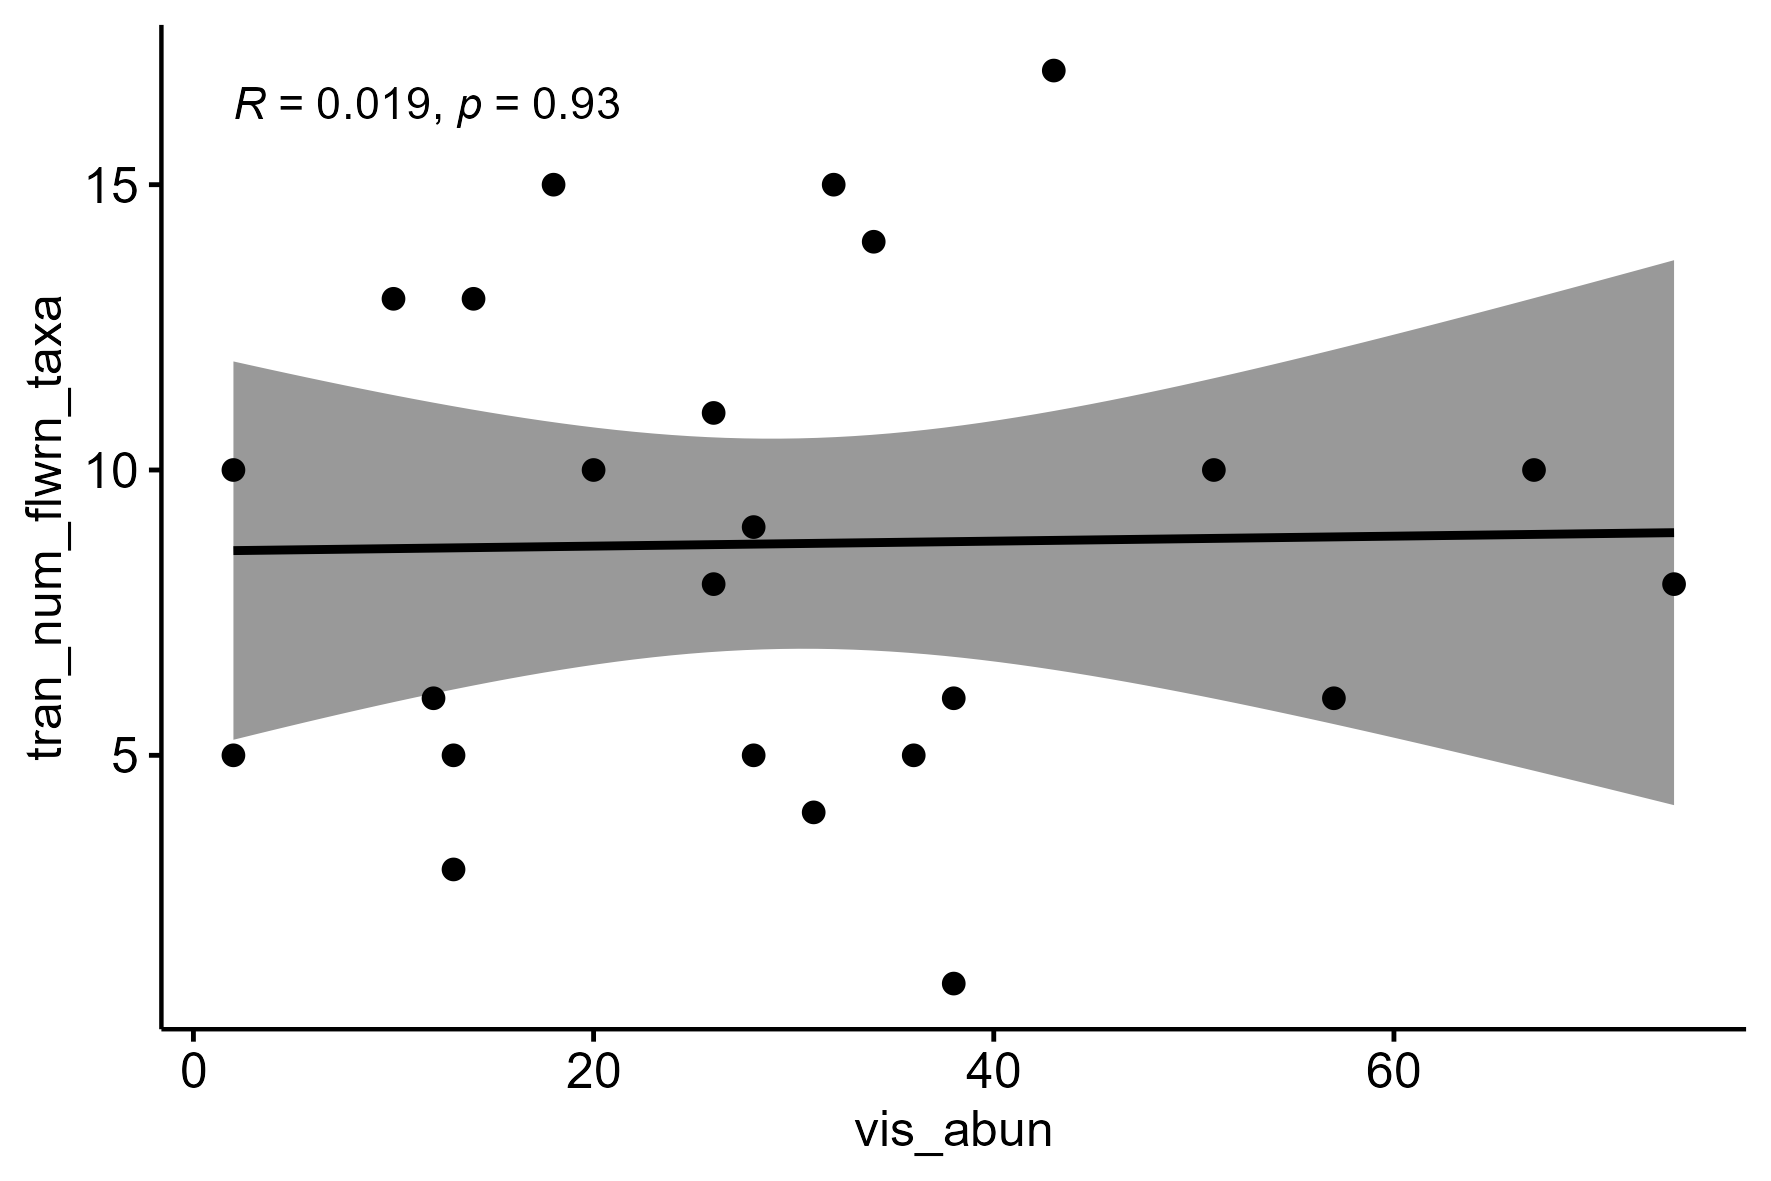 R = 0.019, p = 0.93
tran_num_flwrn_taxa
15
10
5
0 20 40 60
vis_abun